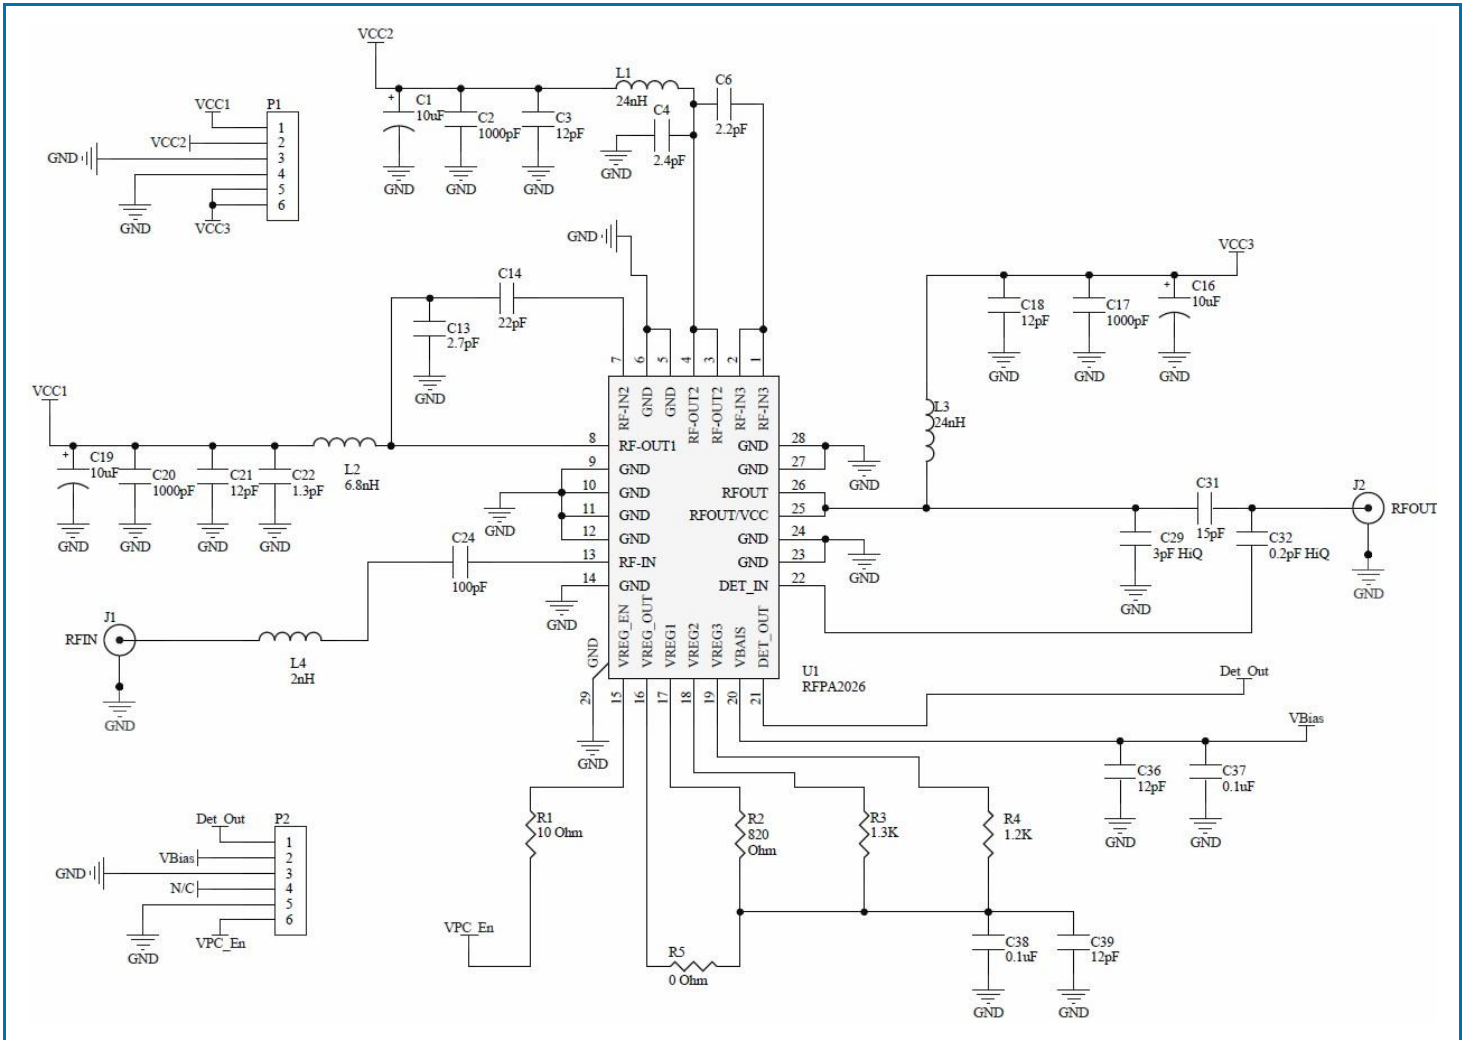 VCC2
L1
24nH
C6
2.2pF
C4
2.4pF
GND
+
C1
10uF
GND
C2
1000pF
GND
C3
12pF
GND
VCC1
P1
VCC2
GND
GND
VCC3
1
2
3
4
5
6
GND
C14
22pF
C13
2.7pF
GND
VCC3
C18
12pF
GND
C17
1000pF
GND
+
C16
10uF
GND
L3
24nH
7
6
5
4
3
2
1
RF-IN2
GND
GND
RF-OUT2
RF-OUT2
RF-IN3
RF-IN3
VCC1
+
C19
10uF
GND
C20
1000pF
GND
C21
12pF
GND
C22
1.3pF
GND
L2
6.8nH
8 RF-OUT1
9 GND
10 GND
11 GND
12 GND
13 RF-IN
14 GND
GND
GND
C24
100pF
GND 28
GND 27
RFOUT 26
RFOUT/VCC 25
GND 24
GND 23
DET_IN 22
GND
GND
C31
15pF
C29
3pF HiQ
GND
C32
0.2pF HiQ
J2
RFOUT
GND
J1
RFIN
GND
L4
2nH
GND
VREG_EN
VREG_OUT
VREG1
VREG2
VREG3
VBAIS
DET_OUT
29
15
16
17
18
19
20
21
GND
U1
RFPA2026
Det_Out
VBias
C36
12pF
GND
C37
0.1uF
GND
R1
10 Ohm
R2
820
Ohm
R3
1.3K
R4
1.2K
VPC_En
R5
0 Ohm
C38
0.1uF
GND
C39
12pF
GND
Det_Out
P2
VBias
GND
N/C
GND
VPC_En
1
2
3
4
5
6